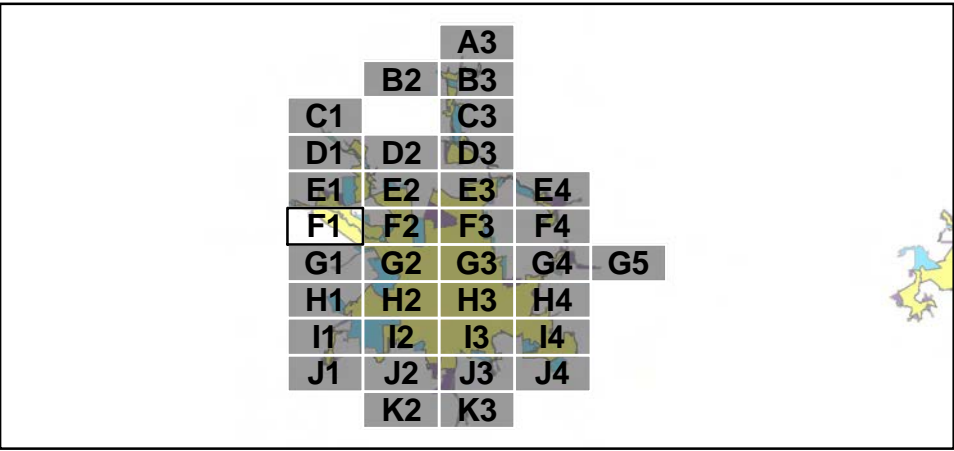 A3
B2 B3
C1 C3
D1 D2 D3
E1 E2 E3 E4
F1 F2 F3 F4
G1 G2 G3 G4 G5
H1 H2 H3 H4
I1 I2 I3 I4
J1 J2 J3 J4
K2 K3